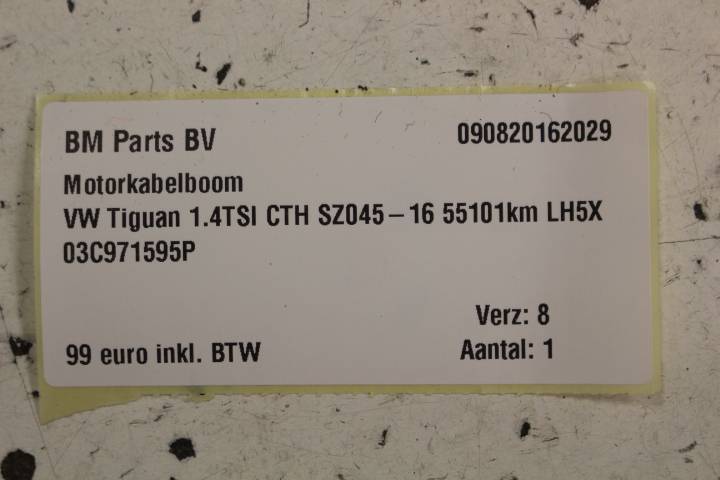 BM Parts BV 090820162029
Motorkabelboom
VW Tiguan 1.4TSI CTH SZ045-16 55101km LH5X
03C971595P
Verz: 8
99 euro inkl. BTW Aantal: 1